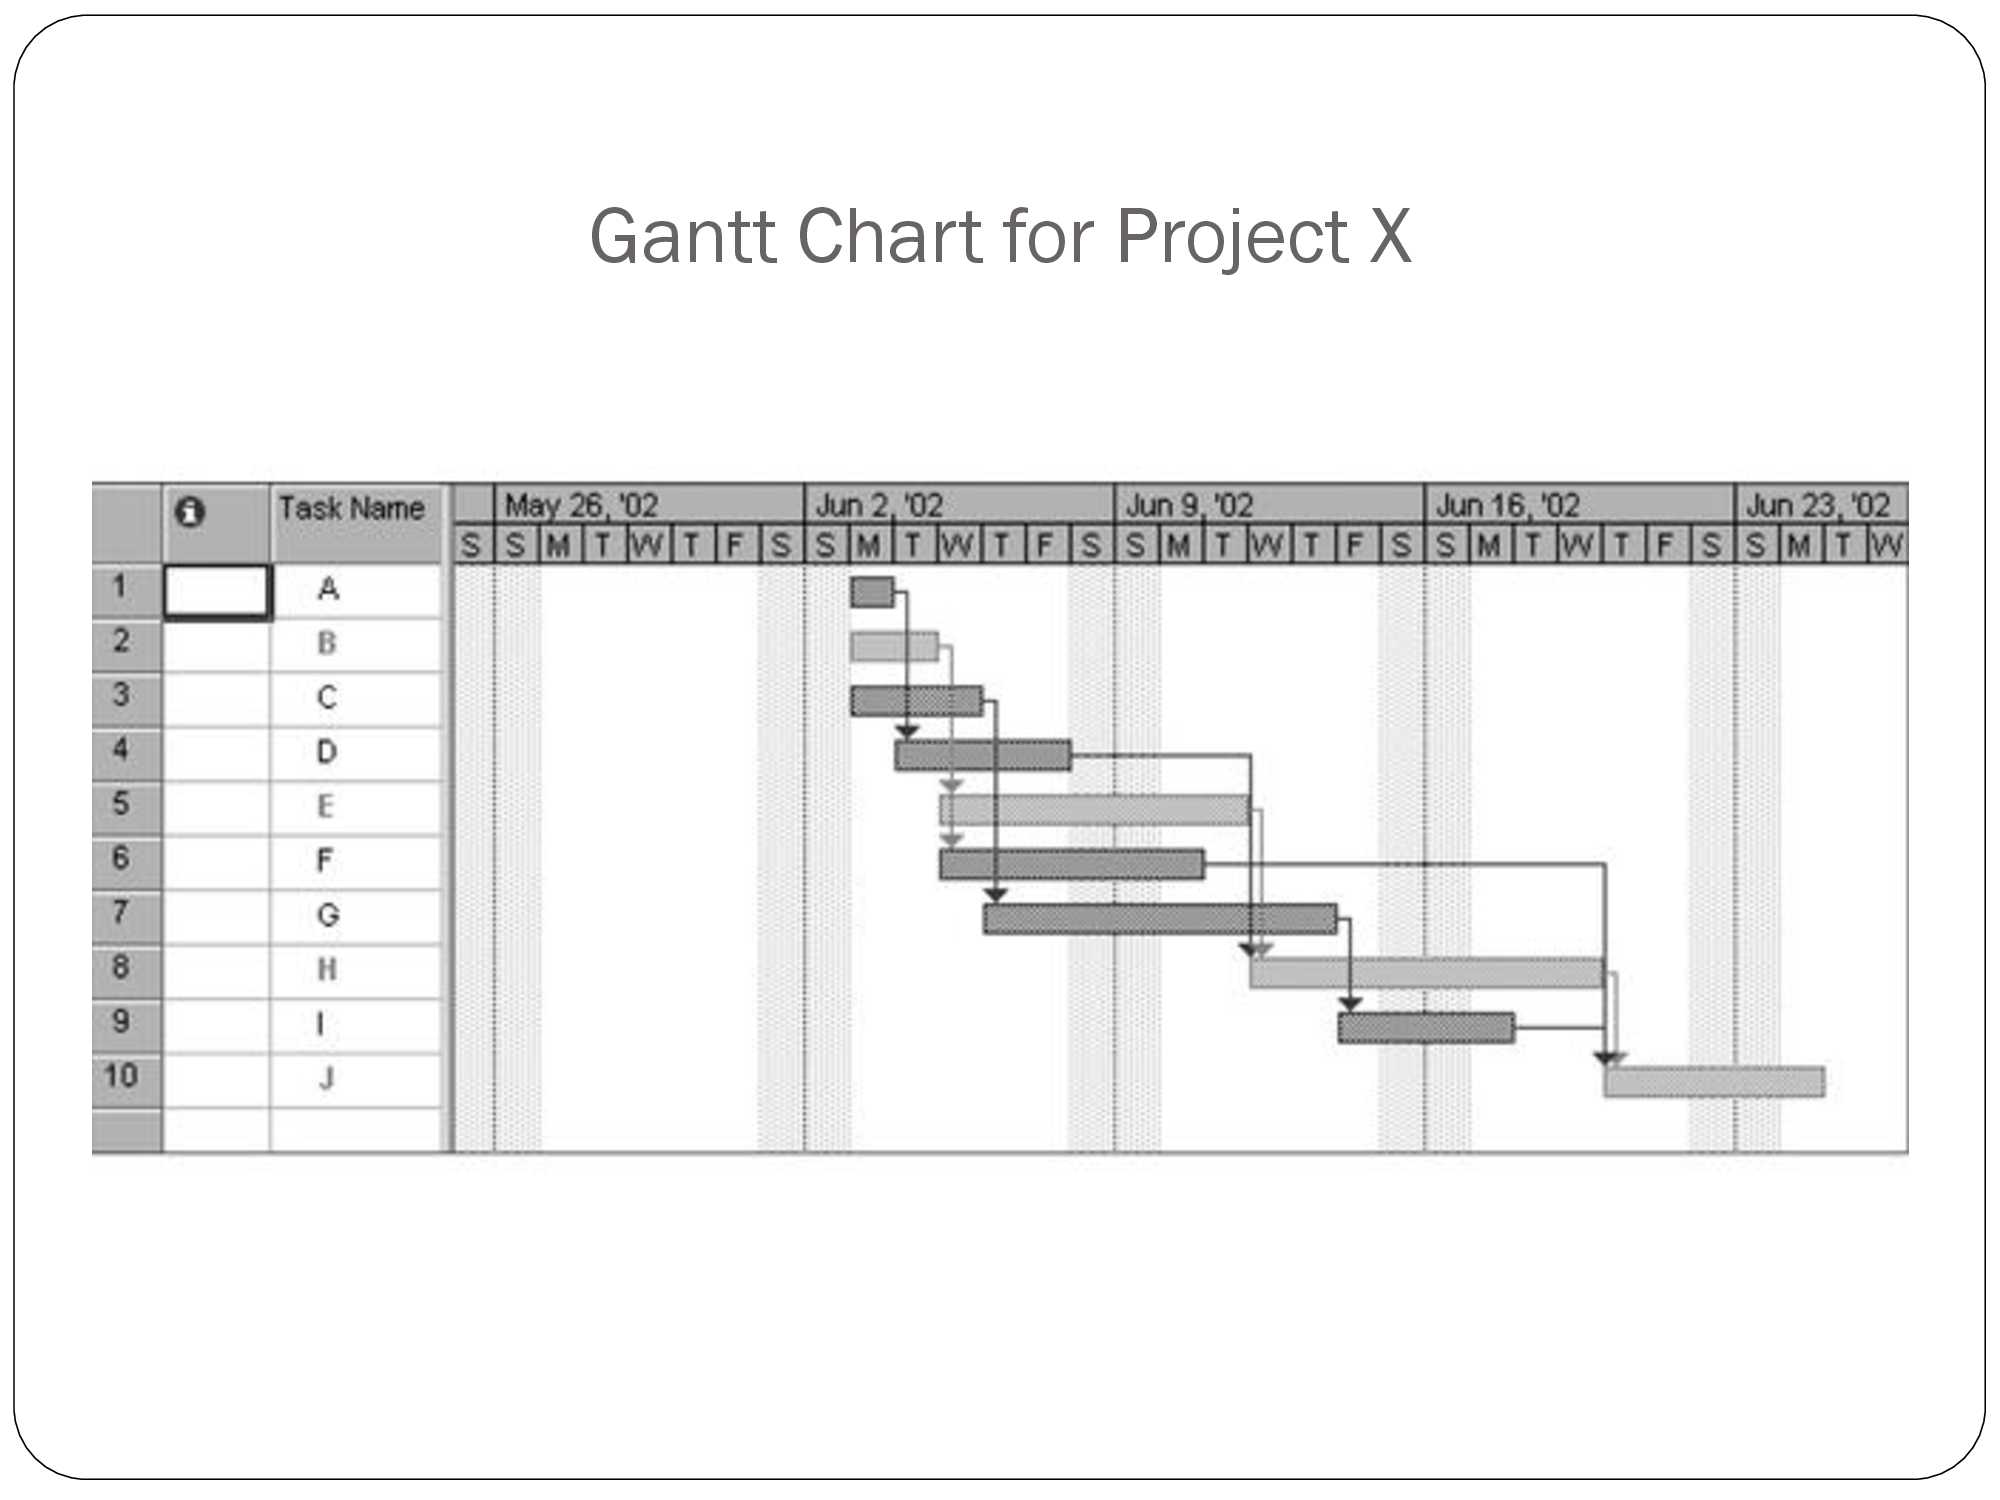 Gantt Chart for Project X
Task Name May 26, '02 Jun 2, '02 Jun 9, '02 Jun 16, '02 Jun 23, '02
S S M T W T F S S M T W T F S S M T W T F S S M T W T F S S M T W
1 A
2 B
3 C
4 D
5 E
6 F
7 G
8 H
9 I
10 J